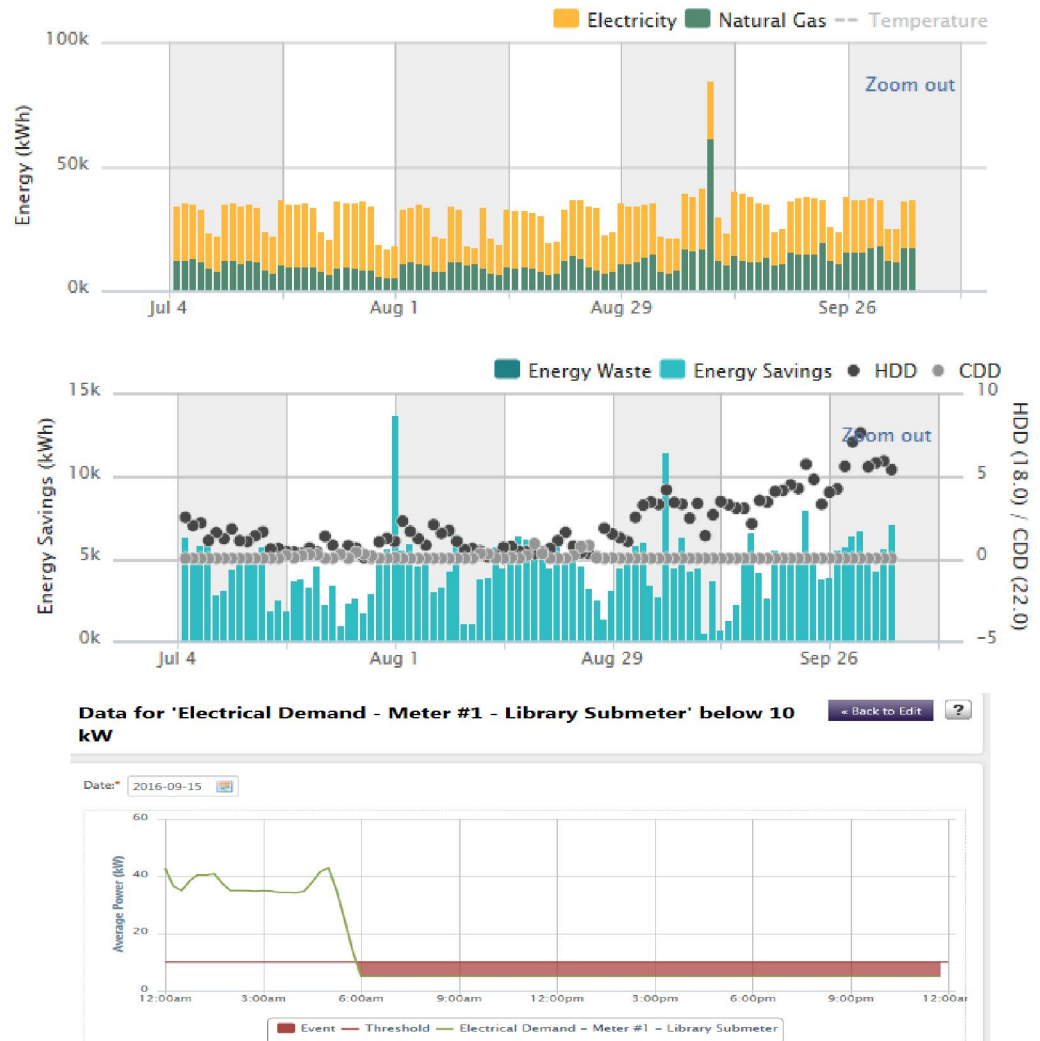 Electricity Natural Gas Temperature
100k
Zoom out
50k
0k
Energy (kWh)
Jul 4 Aug 1 Aug 29 Sep 26
Energy Waste Energy Savings HDD CDD
15k 10
Zoom out
10k 5
5k 0
0k −5
Energy Savings (kWh)
HDD (18.0) / CDD (22.0)
Jul 4 Aug 1 Aug 29 Sep 26
Data for 'Electrical Demand - Meter #1 - Library Submeter' below 10
kW
« Back to Edit ?
Date:* 2016-09-15
60
40
20
0
Average Power (kW)
12:00am 3:00am 6:00am 9:00am 12:00pm 3:00pm 6:00pm 9:00pm 12:00ar
Event Threshold Electrical Demand - Meter #1 - Library Submeter